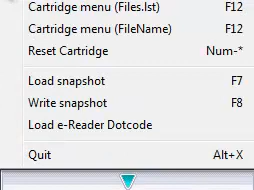 Cartridge menu (Files.lst) F12
Cartridge menu (FileName) F12
Reset Cartridge Num-*
Load snapshot F7
Write snapshot F8
Load e-Reader Dotcode
Quit Alt+X